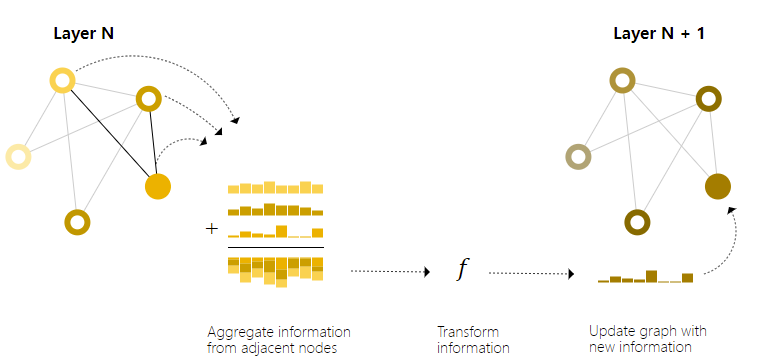 Layer N
Layer N + 1
+
f
Aggregate information
from adjacent nodes
Transform
information
Update graph with
new information